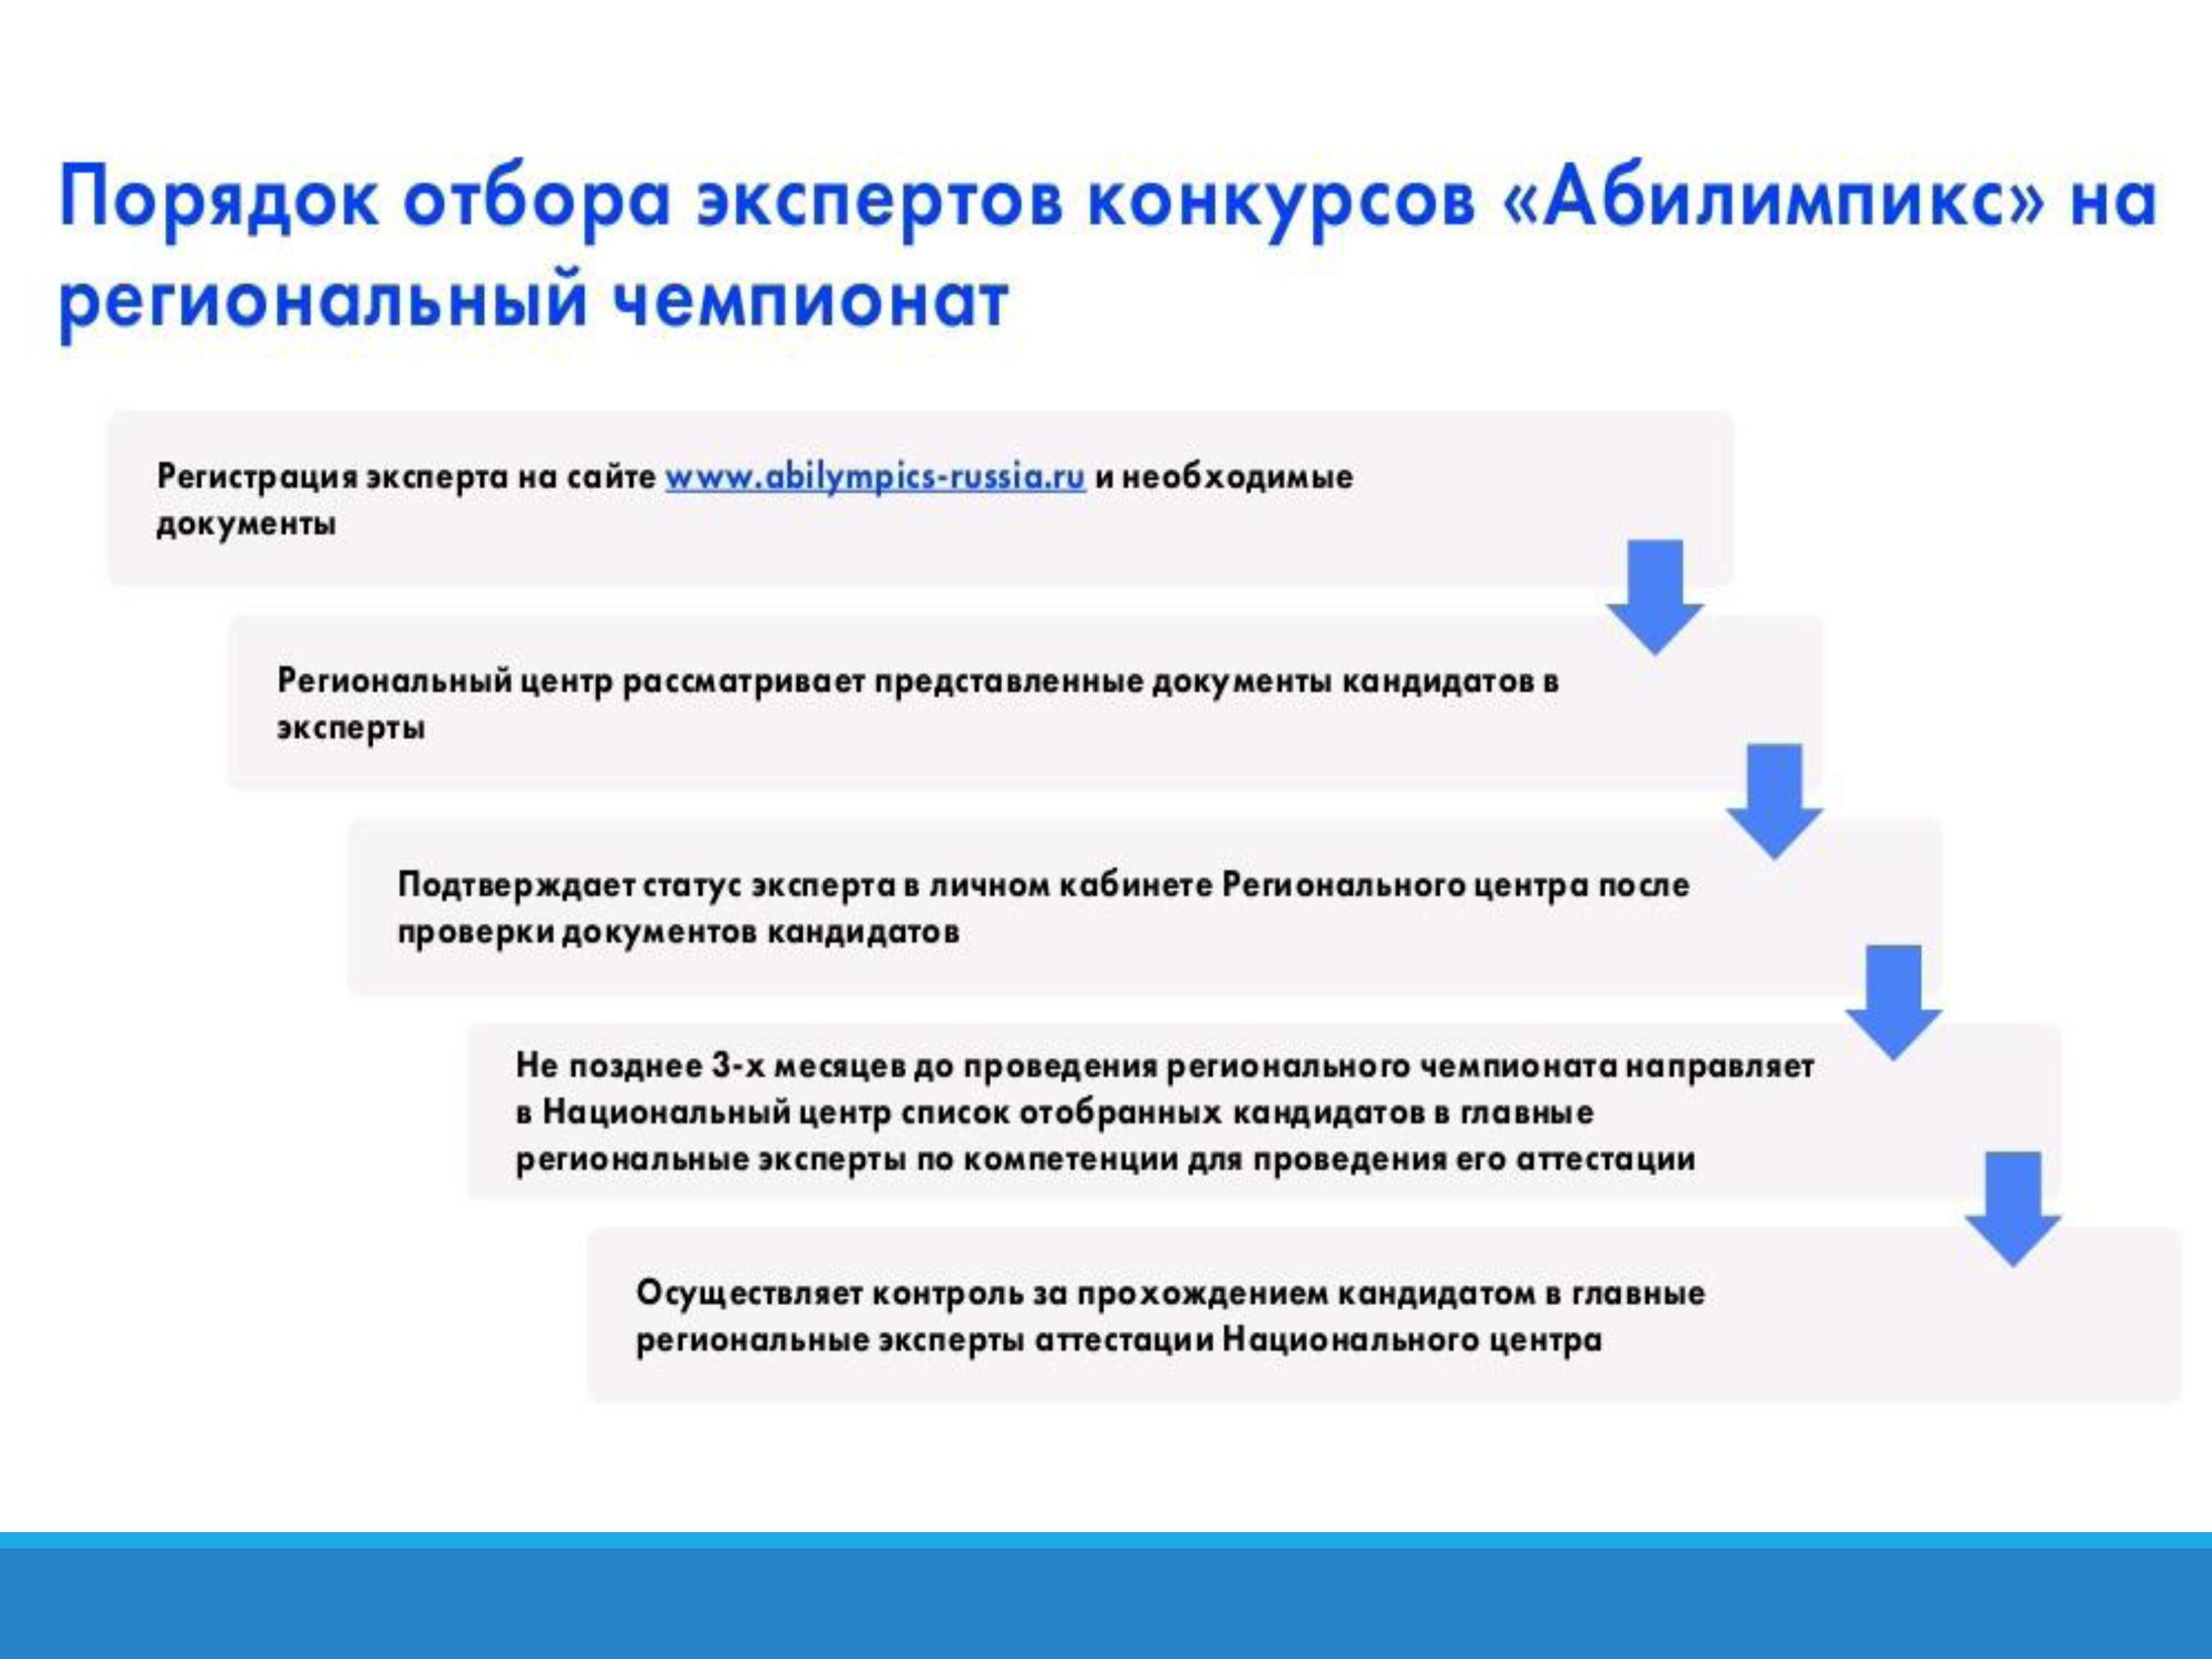 Порядок отбора экспертов конкурсов «Абилимпикс» на
региональный чемпионат
Регистрация эксперта на сайте www.abilympics-russia.ru и необходимые
документы
Региональный центр рассматривает представленные документы кандидатов в
эксперты
Подтверждает статус эксперта в личном кабинете Регионального центра после
проверки документов кандидатов
Не позднее 3-х месяцев до проведения регионального чемпионата направляет
в Национальный центр список отобранных кандидатов в главные
региональные эксперты по компетенции для проведения его аттестации
Осуществляет контроль за прохождением кандидатом в главные
региональные эксперты аттестации Национального центра